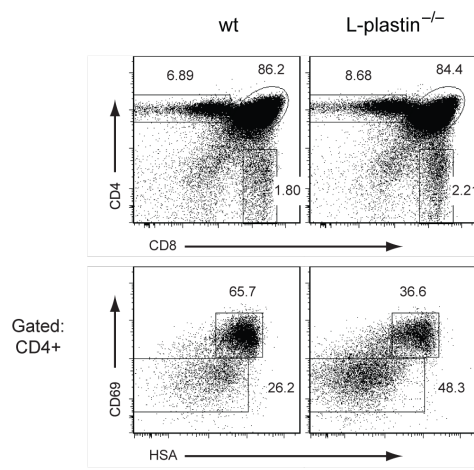 wt L-plastin–/–
6.89 86.2 8.68 84.4
1.80 2.21
CD4
CD8
65.7 36.6
Gated:
CD4+
26.2 48.3
CD69
HSA